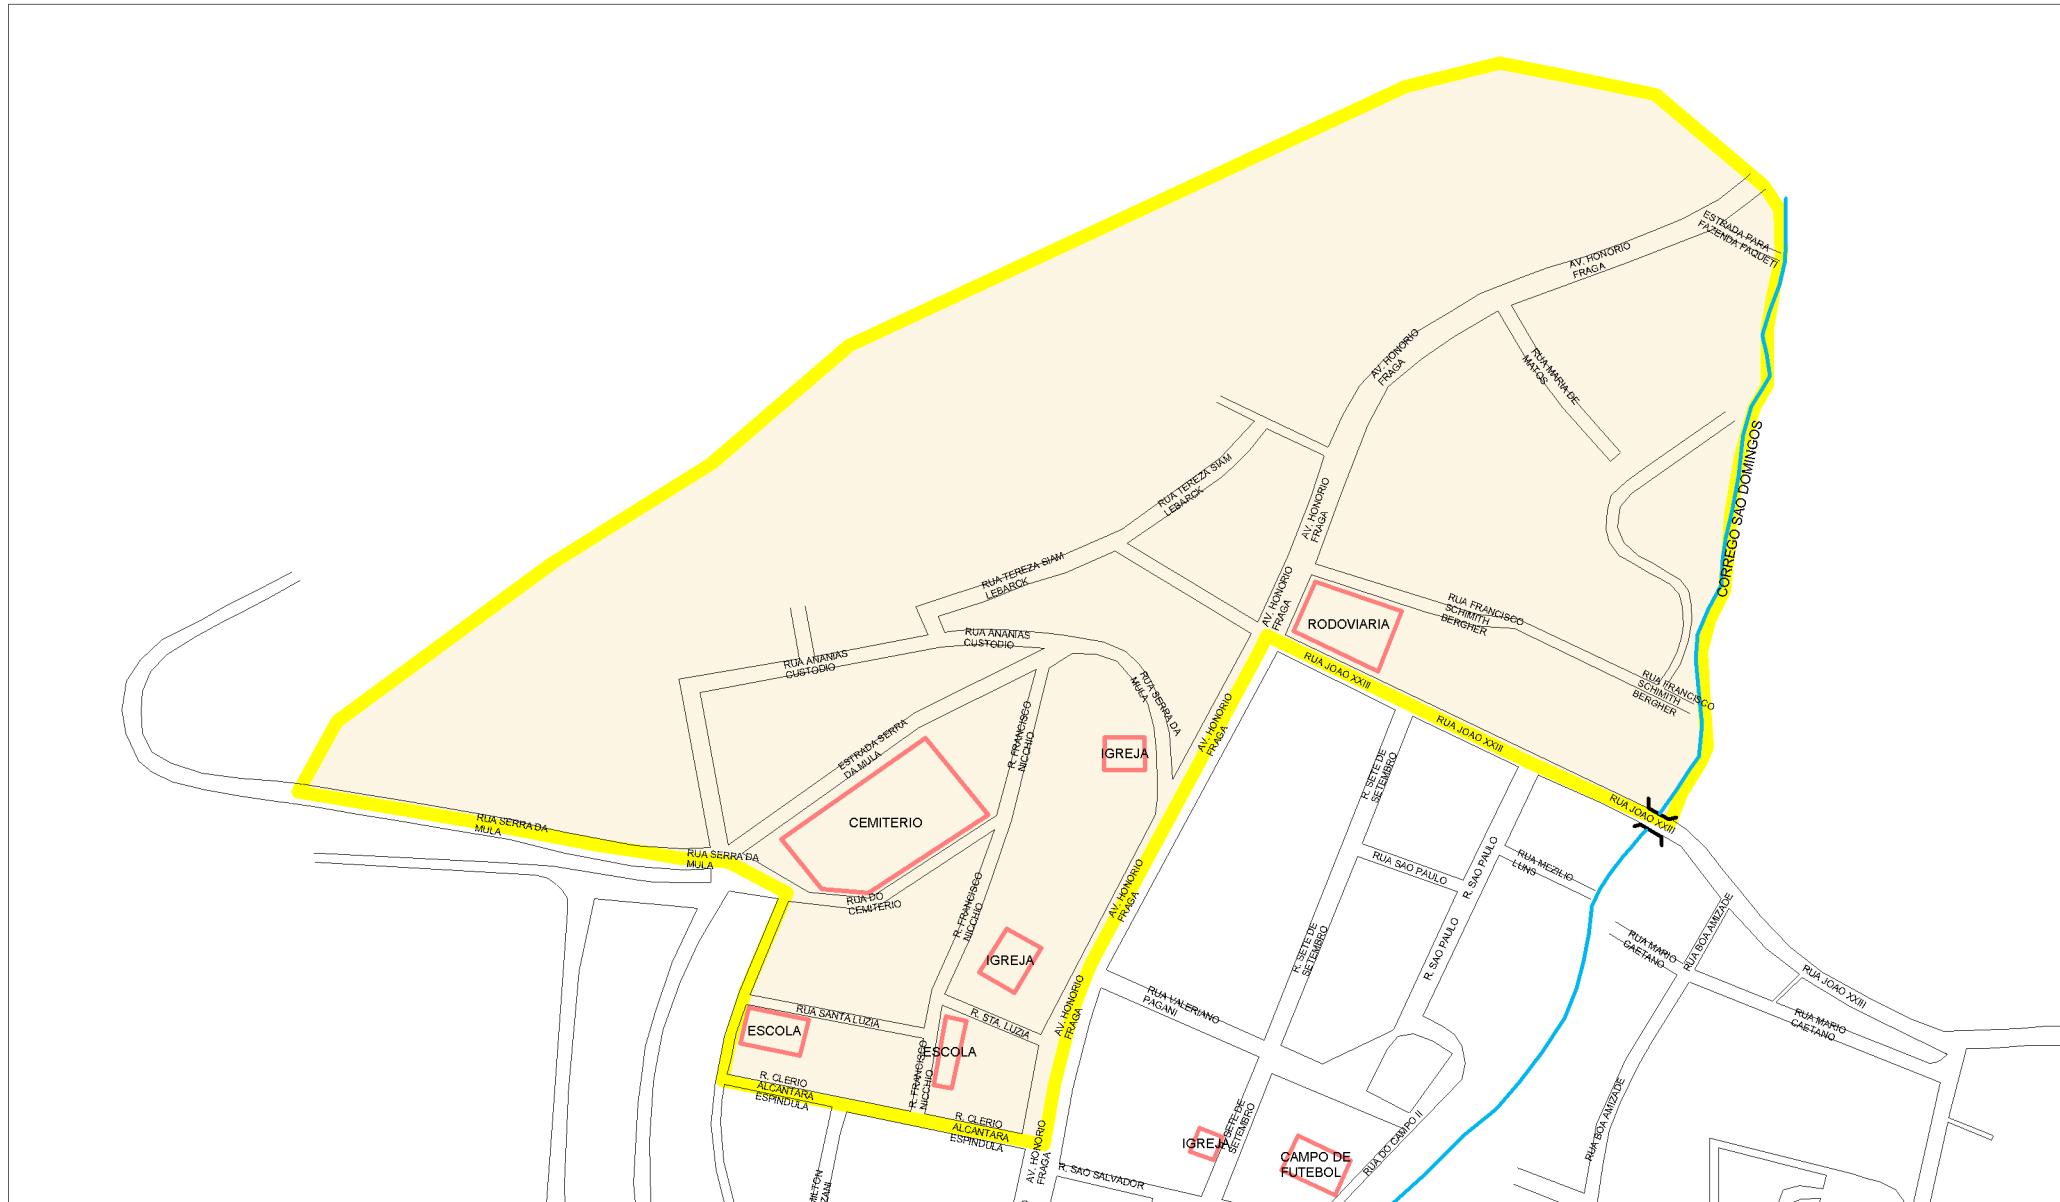 ESTRADA PARA
FAZENDA PAQUETI
AV. HONORIO
FRAGA
AV. HONORIO
FRAGA
RUA MARIA DE
MATOS
CORREGO SAO DOMINGOS
RUA TEREZA SIAM
LEBARCK
AV. HONORIO
FRAGA
RUA TEREZA SIAM
LEBARCK
AV. HONORIO
FRAGA
RUA FRANCISCO
SCHIMITH
BERGHER
RODOVIARIA
RUA ANANIAS
CUSTODIO
RUA ANANIAS
CUSTODIO
RUA JOAO XXIII
RUA SERRA DA
MULA
RUA FRANCISCO
SCHIMITH
BERGHER
AV. HONORIO
FRAGA
R. FRANCISCO
NICCHIO
ESTRADA SERRA
DA MULA
RUA JOAO XXIII
IGREJA
R. SETE DE
SETEMBRO
CEMITERIO
RUA JOAO XXIII
RUA SERRA DA
MULA
RUA SERRA DA
MULA
RUA SAO PAULO
R. SAO PAULO
RUA MEZILIO
LUNS
AV. HONORIO
FRAGA
RUA DO
CEMITERIO
R. FRANCISCO
NICCHIO
RUA BOA AMIZADE
R. SETE DE
SETEMBRO
R. SAO PAULO
RUA MARIO
CAETANO
IGREJA
RUA JOAO XXIII
RUA VALERIANO
PAGANI
AV. HONORIO
FRAGA
RUA SANTA LUZIA
R. STA. LUZIA
RUA MARIO
CAETANO
ESCOLA
ESCOLA
R. FRANCISCO
NICCHIO
R. CLERIO
ALCANTARA
ESPINDULA
R. CLERIO
ALCANTARA
ESPINDULA
RUA BOA AMIZADE
AV. HONORIO
FRAGA
IGREJA
SETE DE
SETEMBRO
CAMPO DE
FUTEBOL
RUA DO CAMPO II
R. SAO SALVADOR